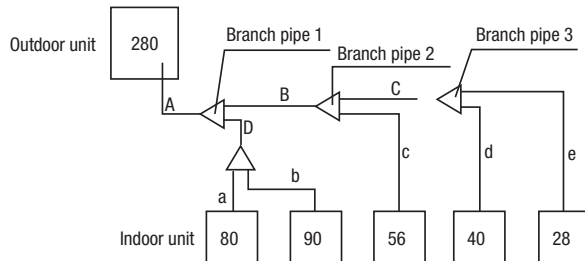 Outdoor unit
280
Branch pipe 1
Branch pipe 2
Branch pipe 3
A
B
C
D
a
b
c
d
e
Indoor unit
80
90
56
40
28